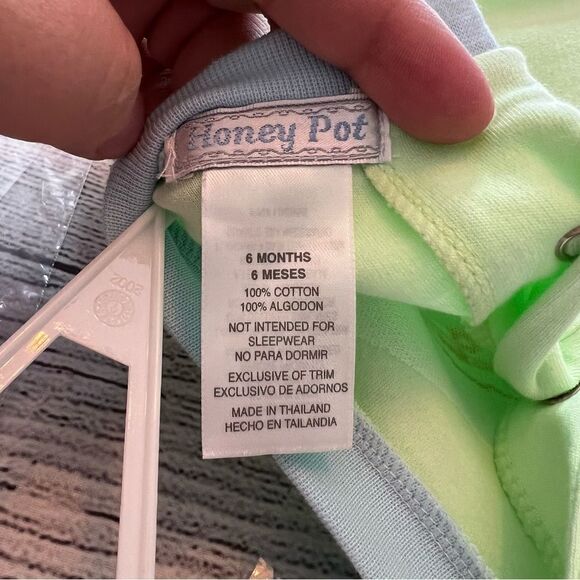 Honey Pot
6 MONTHS
6 MESES
100% COTTON
100% ALGODON
NOT INTENDED FOR
SLEEPWEAR
NO PARA DORMIR
EXCLUSIVE OF TRIM
EXCLUSIVO DE ADORNOS
MADE IN THAILAND
HECHO EN TAILANDIA
2002